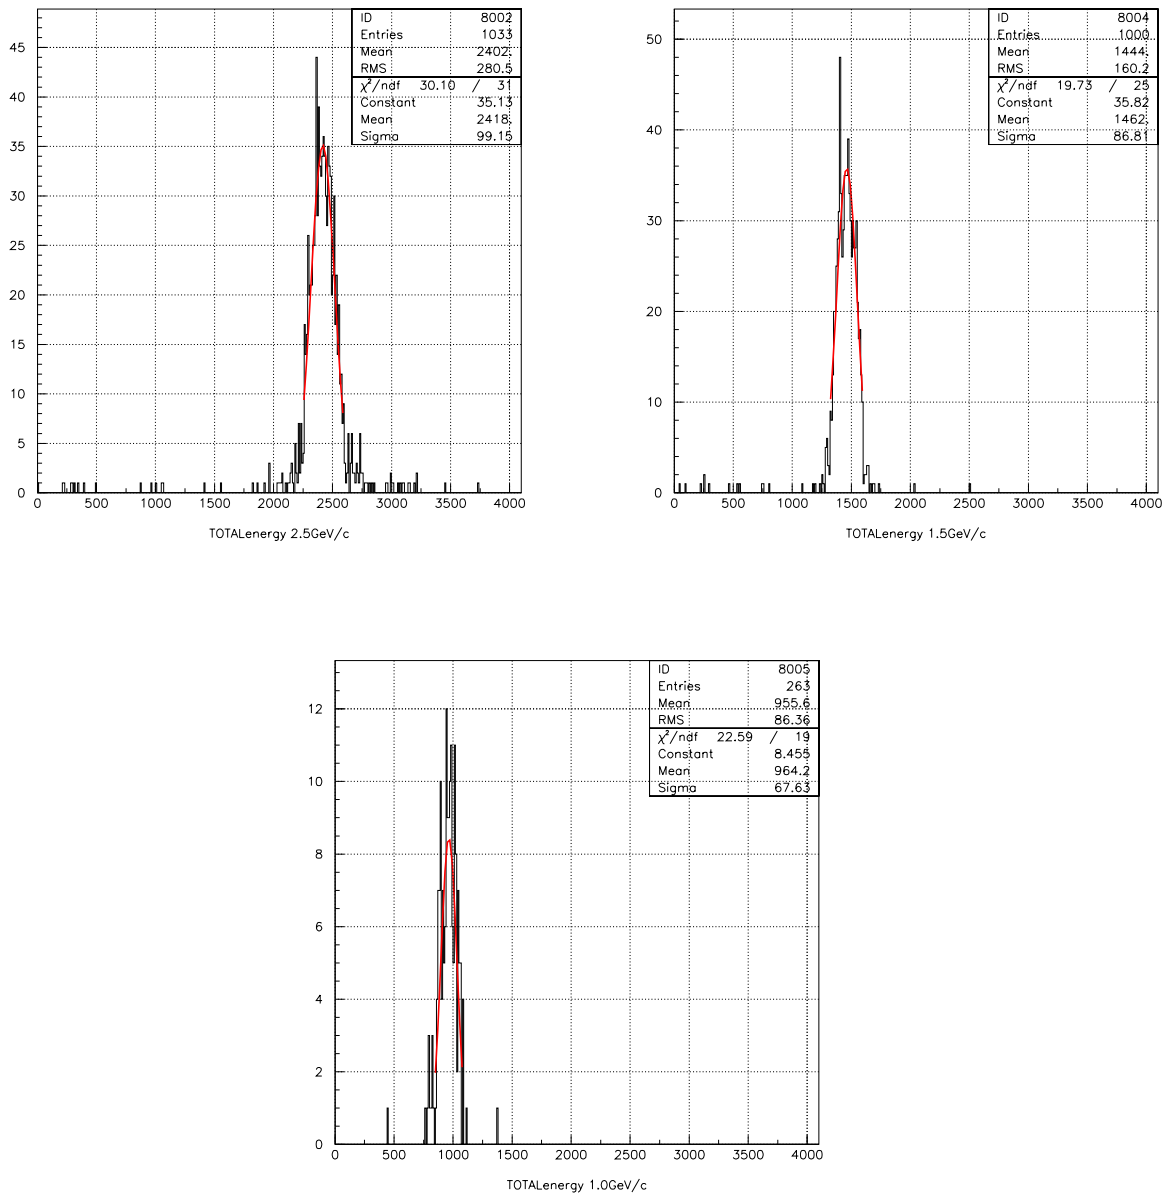 ID 8002
Entries 1033
Mean 2402.
RMS 280.5
χ²/ndf 30.10 / 31
Constant 35.13
Mean 2418.
Sigma 99.15
45
40
35
30
25
20
15
10
5
0
0 500 1000 1500 2000 2500 3000 3500 4000
TOTALenergy 2.5GeV/c
ID 8004
Entries 1000
Mean 1444.
RMS 160.2
χ²/ndf 19.73 / 25
Constant 35.82
Mean 1462.
Sigma 86.81
50
40
30
20
10
0
0 500 1000 1500 2000 2500 3000 3500 4000
TOTALenergy 1.5GeV/c
ID 8005
Entries 263
Mean 955.6
RMS 86.36
χ²/ndf 22.59 / 19
Constant 8.455
Mean 964.2
Sigma 67.63
12
10
8
6
4
2
0
0 500 1000 1500 2000 2500 3000 3500 4000
TOTALenergy 1.0GeV/c